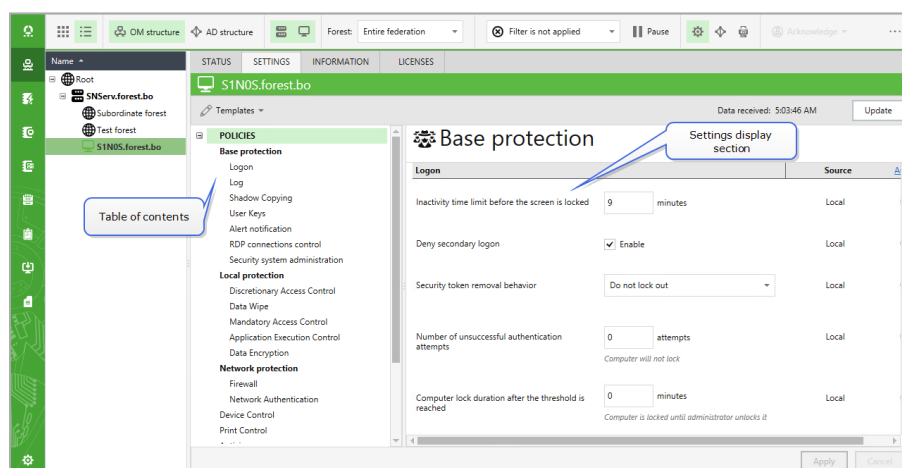 OM structure
AD structure
Forest:
Entire federation
Filter is not applied
Pause
Acknowledge
Name
Root
SNServ.forest.bo
Subordinate forest
Test forest
S1N0S.forest.bo
STATUS
SETTINGS
INFORMATION
LICENSES
S1N0S.forest.bo
Templates
Data received: 5:03:46 AM
Update
POLICIES
Base protection
Logon
Log
Shadow Copying
User Keys
Alert notification
RDP connections control
Security system administration
Local protection
Discretionary Access Control
Data Wipe
Mandatory Access Control
Application Execution Control
Data Encryption
Network protection
Firewall
Network Authentication
Device Control
Print Control
Table of contents
Base protection
Settings display
section
Logon
Source
Inactivity time limit before the screen is locked
9
minutes
Local
Deny secondary logon
Enable
Local
Security token removal behavior
Do not lock out
Local
Number of unsuccessful authentication
attempts
0
attempts
Local
Computer will not lock
Computer lock duration after the threshold is
reached
0
minutes
Local
Computer is locked until administrator unlocks it
Apply
Cancel